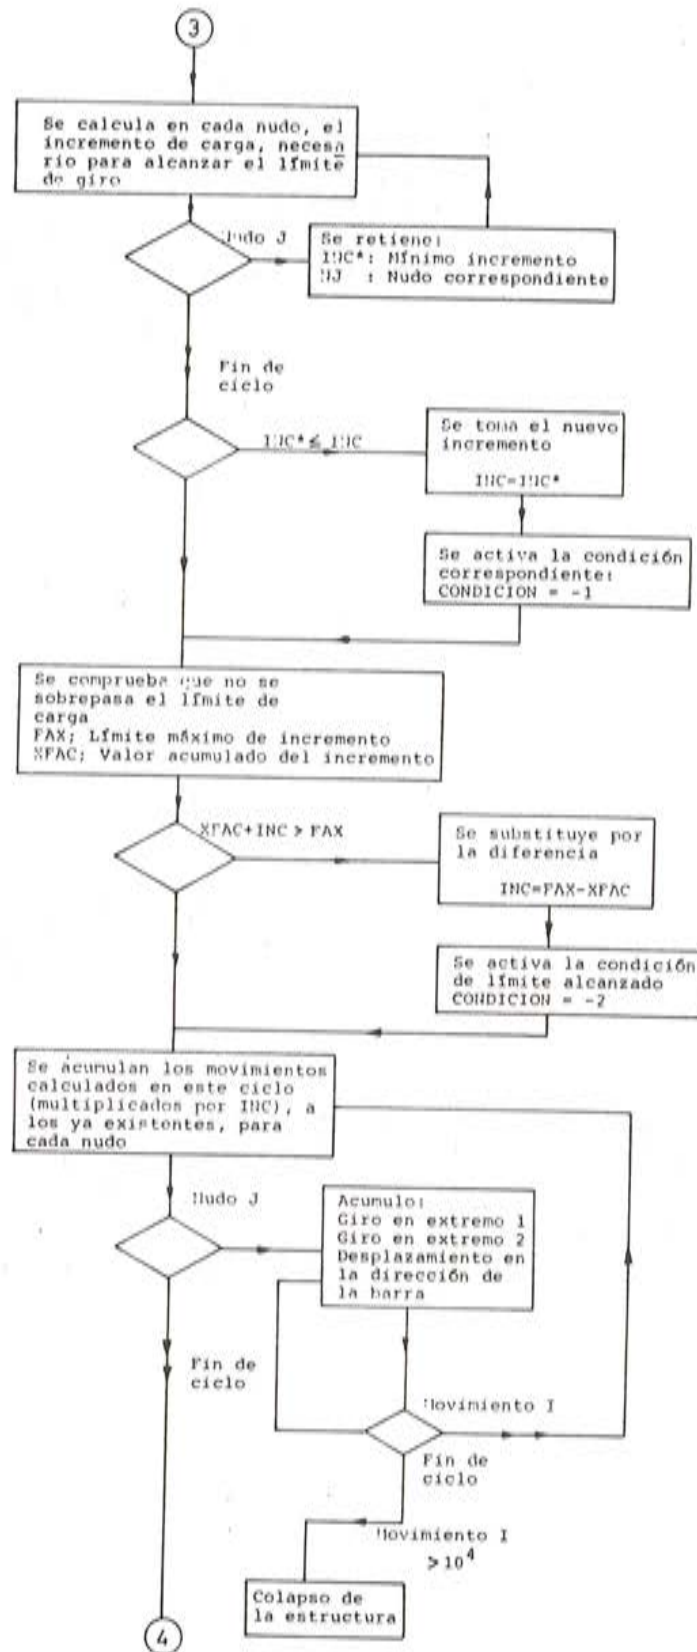 3
Se calcula en cada nudo, el
incremento de carga, necesa
rio para alcanzar el límite
de giro
Nudo J
Se retiene:
INC*: Mínimo incremento
NJ : Nudo correspondiente
Fin de
ciclo
INC* ≤ INC
Se toma el nuevo
incremento
INC=INC*
Se activa la condición
correspondiente:
CONDICION = -1
Se comprueba que no se
sobrepasa el límite de
carga
FAX; Límite máximo de incremento
XFAC; Valor acumulado del incremento
XFAC+INC > FAX
Se substituye por
la diferencia
INC=FAX-XFAC
Se activa la condición
de límite alcanzado
CONDICION = -2
Se acumulan los movimientos
calculados en este ciclo
(multiplicados por INC), a
los ya existentes, para
cada nudo
Nudo J
Acumulo:
Giro en extremo 1
Giro en extremo 2
Desplazamiento en
la dirección de
la barra
Fin de
ciclo
Movimiento I
Fin de
ciclo
Movimiento I
> 10^4
Colapso de
la estructura
4